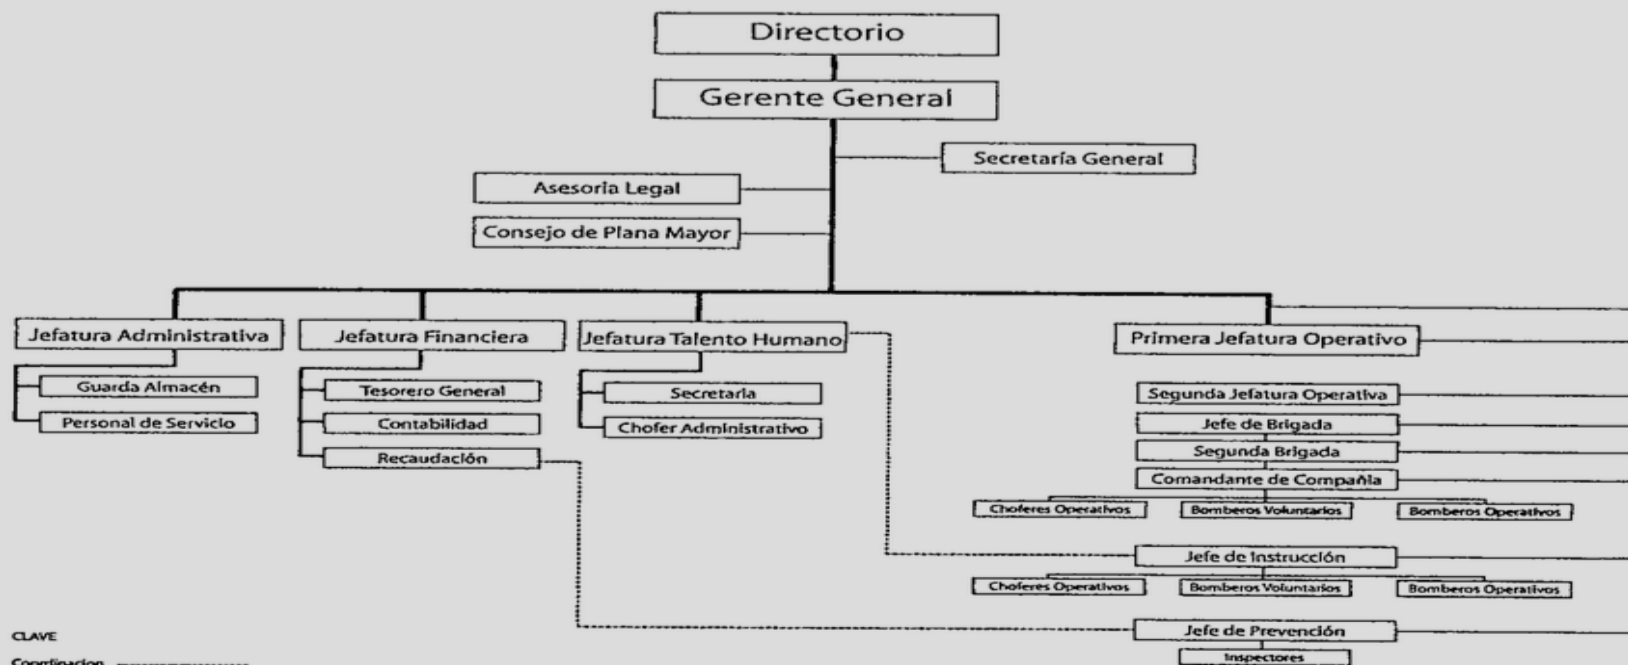 Directorio
Gerente General
Secretaría General
Asesoria Legal
Consejo de Plana Mayor
Jefatura Administrativa
Guarda Almacén
Personal de Servicio
Jefatura Financiera
Tesorero General
Contabilidad
Recaudación
Jefatura Talento Humano
Secretaria
Chofer Administrativo
Primera Jefatura Operativo
Segunda Jefatura Operativa
Jefe de Brigada
Segunda Brigada
Comandante de Compañía
Choferes Operativos
Bomberos Voluntarios
Bomberos Operativos
Jefe de Instrucción
Choferes Operativos
Bomberos Voluntarios
Bomberos Operativos
Jefe de Prevención
Inspectores
CLAVE
Coordinacion